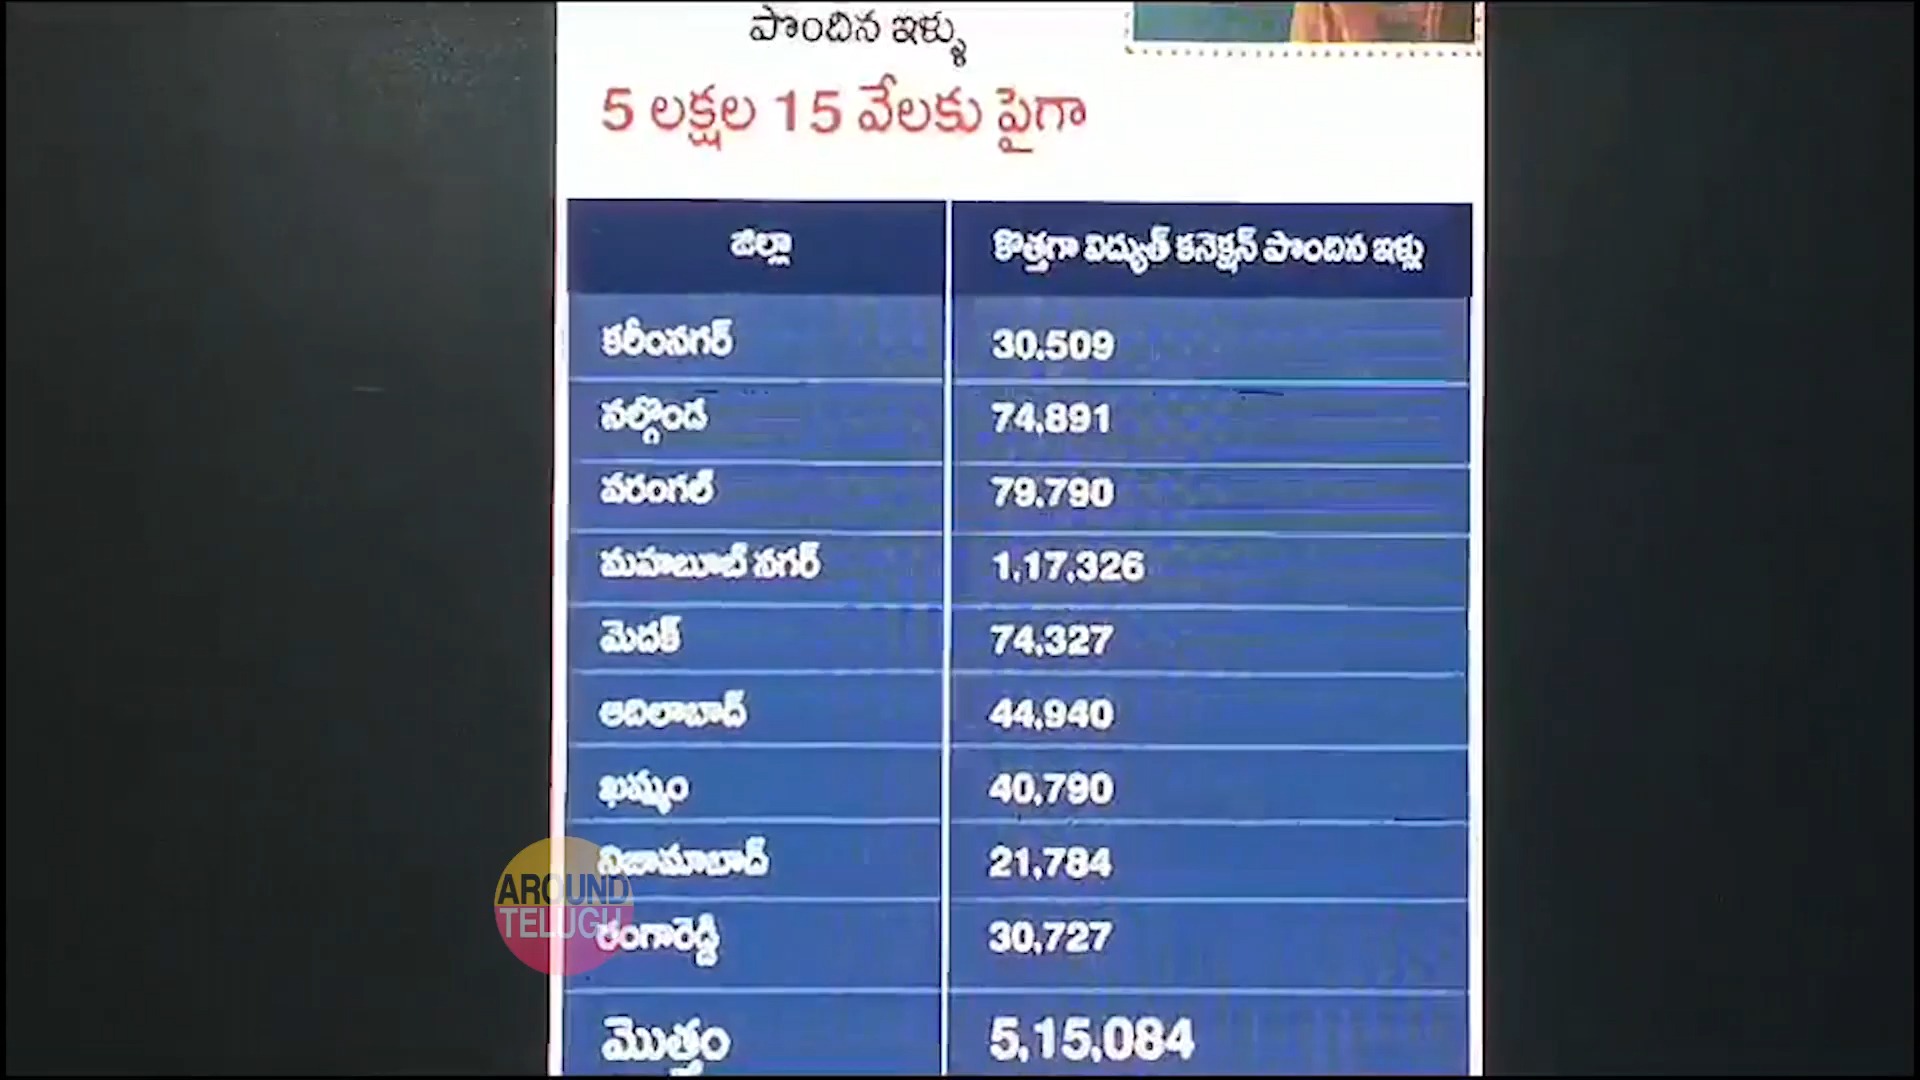 పొందిన ఇళ్ళు
5 లక్షల 15 వేలకు పైగా
జిల్లా కొత్తగా విద్యుత్ కనెక్షన్ పొందిన ఇళ్లు
కరీంనగర్ 30,509
నల్గొండ 74,891
వరంగల్ 79,790
మహబూబ్ నగర్ 1,17,326
మెదక్ 74,327
ఆదిలాబాద్ 44,940
ఖమ్మం 40,790
నిజామాబాద్ 21,784
AROUND
TELUGU
రంగారెడ్డి 30,727
మొత్తం 5,15,084